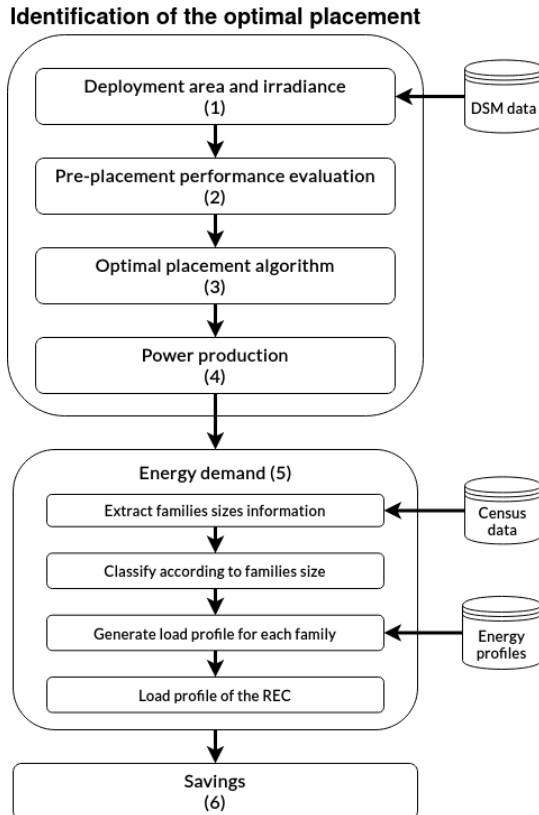 Identification of the optimal placement
Deployment area and irradiance
(1)
DSM data
Pre-placement performance evaluation
(2)
Optimal placement algorithm
(3)
Power production
(4)
Energy demand (5)
Extract families sizes information
Census
data
Classify according to families size
Generate load profile for each family
Energy
profiles
Load profile of the REC
Savings
(6)